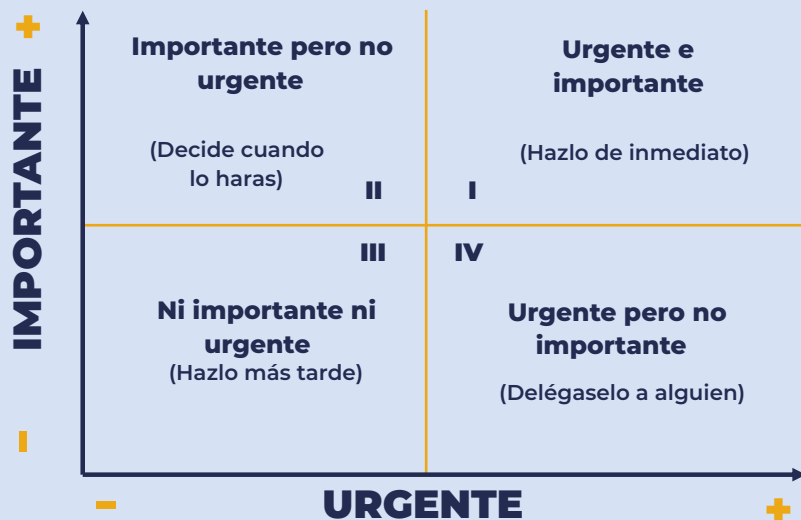 +
IMPORTANTE
-
Importante pero no
urgente
(Decide cuando
lo haras)
II
Urgente e
importante
(Hazlo de inmediato)
I
III
Ni importante ni
urgente
(Hazlo más tarde)
IV
Urgente pero no
importante
(Delégaselo a alguien)
-
URGENTE
+